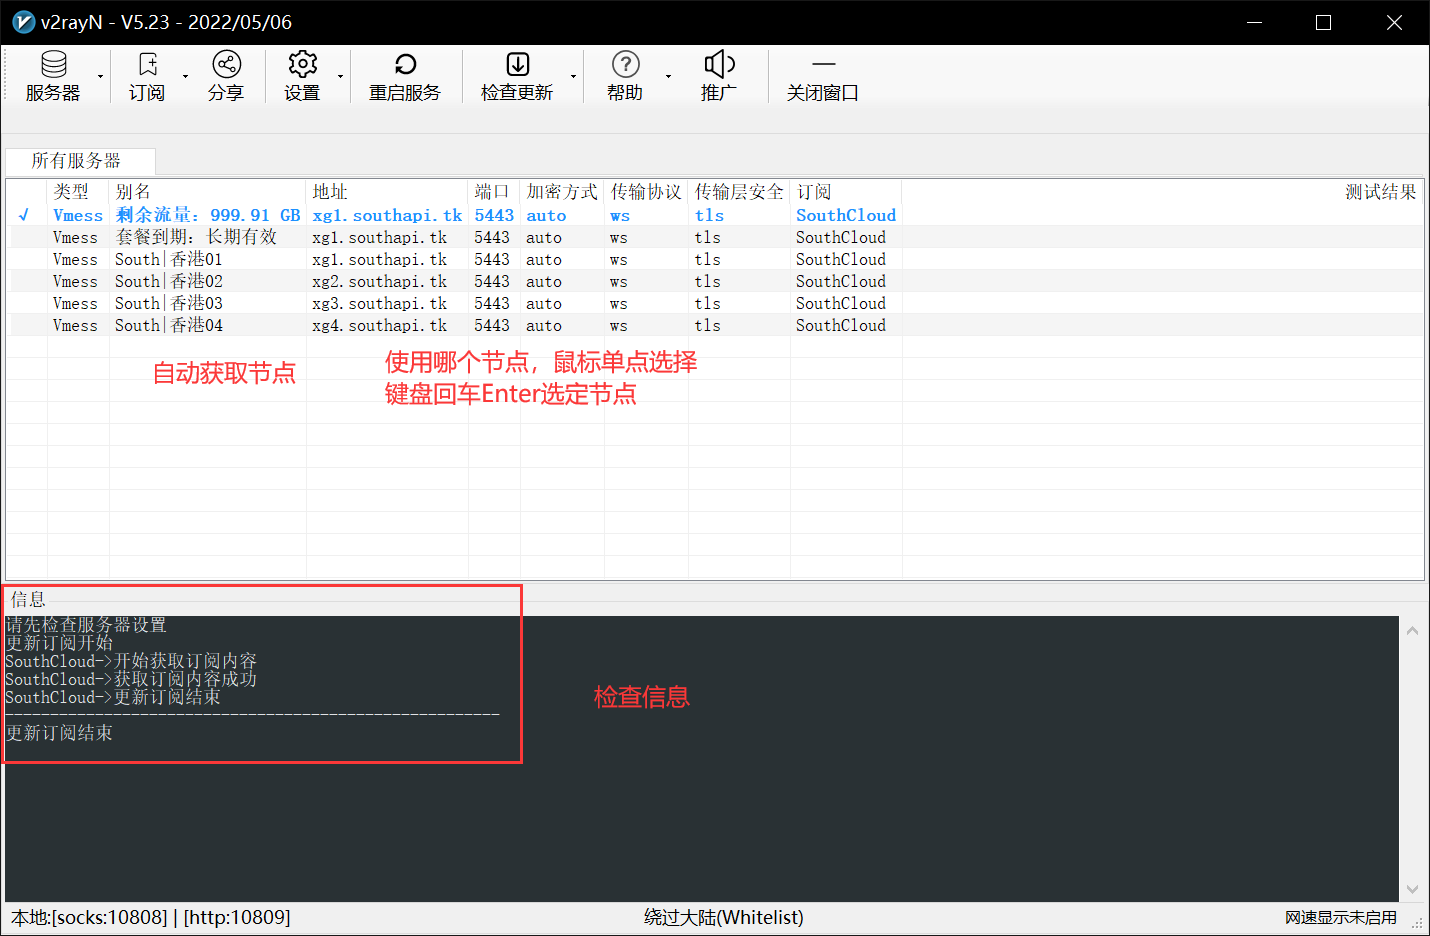 v2rayN - V5.23 - 2022/05/06
服务器 订阅 分享 设置 重启服务 检查更新 帮助 推广 关闭窗口
所有服务器
类型 别名 地址 端口 加密方式 传输协议 传输层安全 订阅 测试结果
√ Vmess 剩余流量：999.91 GB xg1.southapi.tk 5443 auto ws tls SouthCloud
Vmess 套餐到期：长期有效 xg1.southapi.tk 5443 auto ws tls SouthCloud
Vmess South|香港01 xg1.southapi.tk 5443 auto ws tls SouthCloud
Vmess South|香港02 xg2.southapi.tk 5443 auto ws tls SouthCloud
Vmess South|香港03 xg3.southapi.tk 5443 auto ws tls SouthCloud
Vmess South|香港04 xg4.southapi.tk 5443 auto ws tls SouthCloud
自动获取节点
使用哪个节点，鼠标单点选择
键盘回车Enter选定节点
信息
请先检查服务器设置
更新订阅开始
SouthCloud->开始获取订阅内容
SouthCloud->获取订阅内容成功
SouthCloud->更新订阅结束
-------------------------------------------------------
更新订阅结束
检查信息
本地:[socks:10808] | [http:10809] 绕过大陆(Whitelist) 网速显示未启用